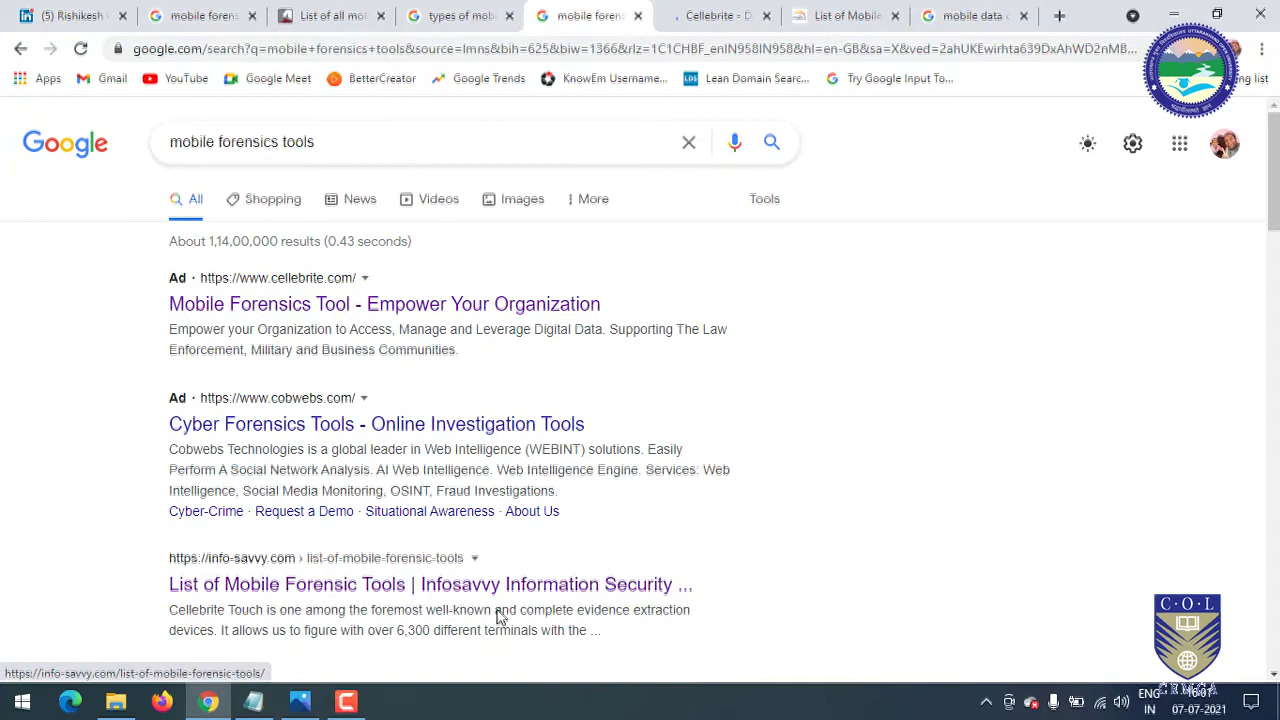 (5) Rishikesh
mobile forens
List of all mob
types of mob
mobile forens
Cellebrite - D
List of Mobile
mobile data
google.com/search?q=mobile+forensics+tools&source=lnms&bih=625&biw=1366&rlz=1C1CHBF_enIN958IN958&hl=en-GB&sa=X&ved=2ahUKEwirhta639DxAhWD2nMB...
Apps
Gmail
YouTube
Google Meet
BetterCreator
Google Trends
KnowEm Username...
Lean Domain Searc...
Try Google Input To...
Google
mobile forensics tools
All
Shopping
News
Videos
Images
More
Tools
About 1,14,00,000 results (0.43 seconds)
Ad · https://www.cellebrite.com/
Mobile Forensics Tool - Empower Your Organization
Empower your Organization to Access, Manage and Leverage Digital Data. Supporting The Law
Enforcement, Military and Business Communities.
Ad · https://www.cobwebs.com/
Cyber Forensics Tools - Online Investigation Tools
Cobwebs Technologies is a global leader in Web Intelligence (WEBINT) solutions. Easily
Perform A Social Network Analysis. AI Web Intelligence. Web Intelligence Engine. Services: Web
Intelligence, Social Media Monitoring, OSINT, Fraud Investigations.
Cyber-Crime · Request a Demo · Situational Awareness · About Us
https://info-savvy.com › list-of-mobile-forensic-tools
List of Mobile Forensic Tools | Infosavvy Information Security ...
Cellebrite Touch is one among the foremost well-known and complete evidence extraction
devices. It allows us to figure with over 6,300 different terminals with the ...
https://info-savvy.com/list-of-mobile-forensic-tools/
C·O·L
CEMCA
ENG
IN
16:01
07-07-2021